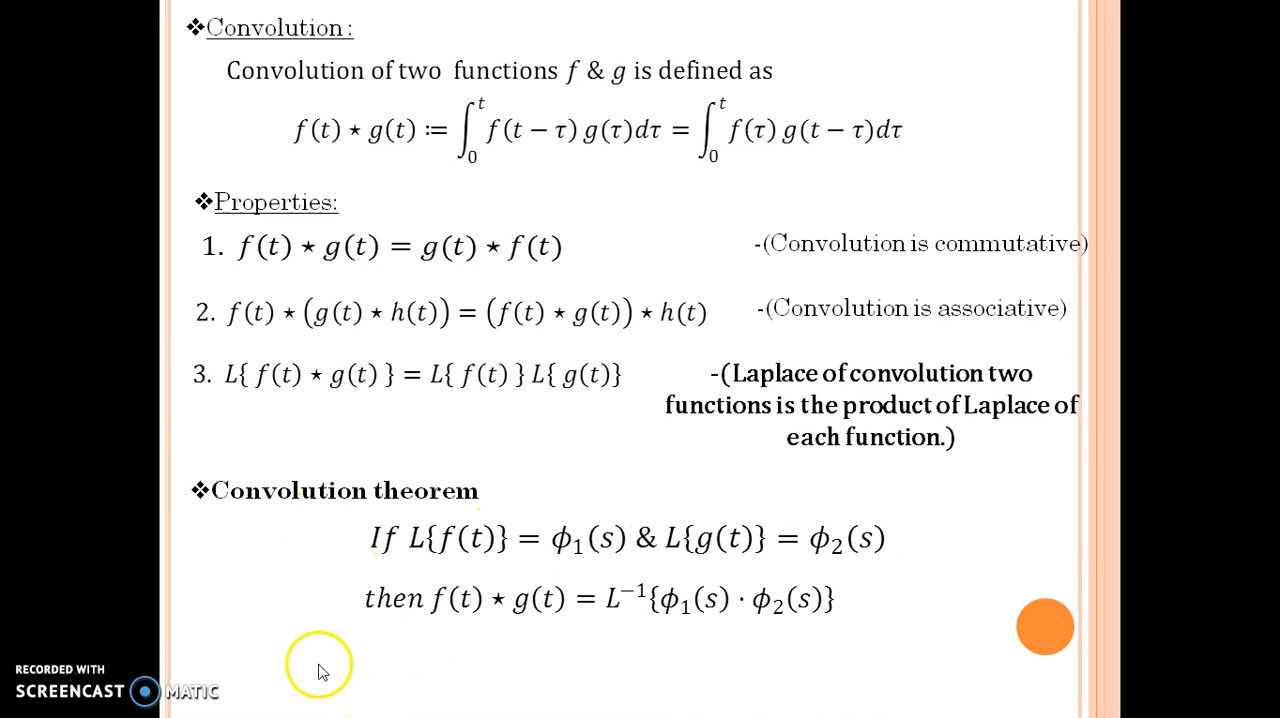 ❖Convolution :
Convolution of two functions f & g is defined as
f(t) ⋆ g(t) ≔ ∫₀ᵗ f(t − τ) g(τ)dτ = ∫₀ᵗ f(τ) g(t − τ)dτ
❖Properties:
1. f(t) ⋆ g(t) = g(t) ⋆ f(t) -(Convolution is commutative)
2. f(t) ⋆ (g(t) ⋆ h(t)) = (f(t) ⋆ g(t)) ⋆ h(t) -(Convolution is associative)
3. L{ f(t) ⋆ g(t) } = L{ f(t) } L{ g(t)} -(Laplace of convolution two
functions is the product of Laplace of
each function.)
❖Convolution theorem
If L{f(t)} = ϕ₁(s) & L{g(t)} = ϕ₂(s)
then f(t) ⋆ g(t) = L⁻¹{ϕ₁(s) · ϕ₂(s)}
RECORDED WITH
SCREENCAST MATIC